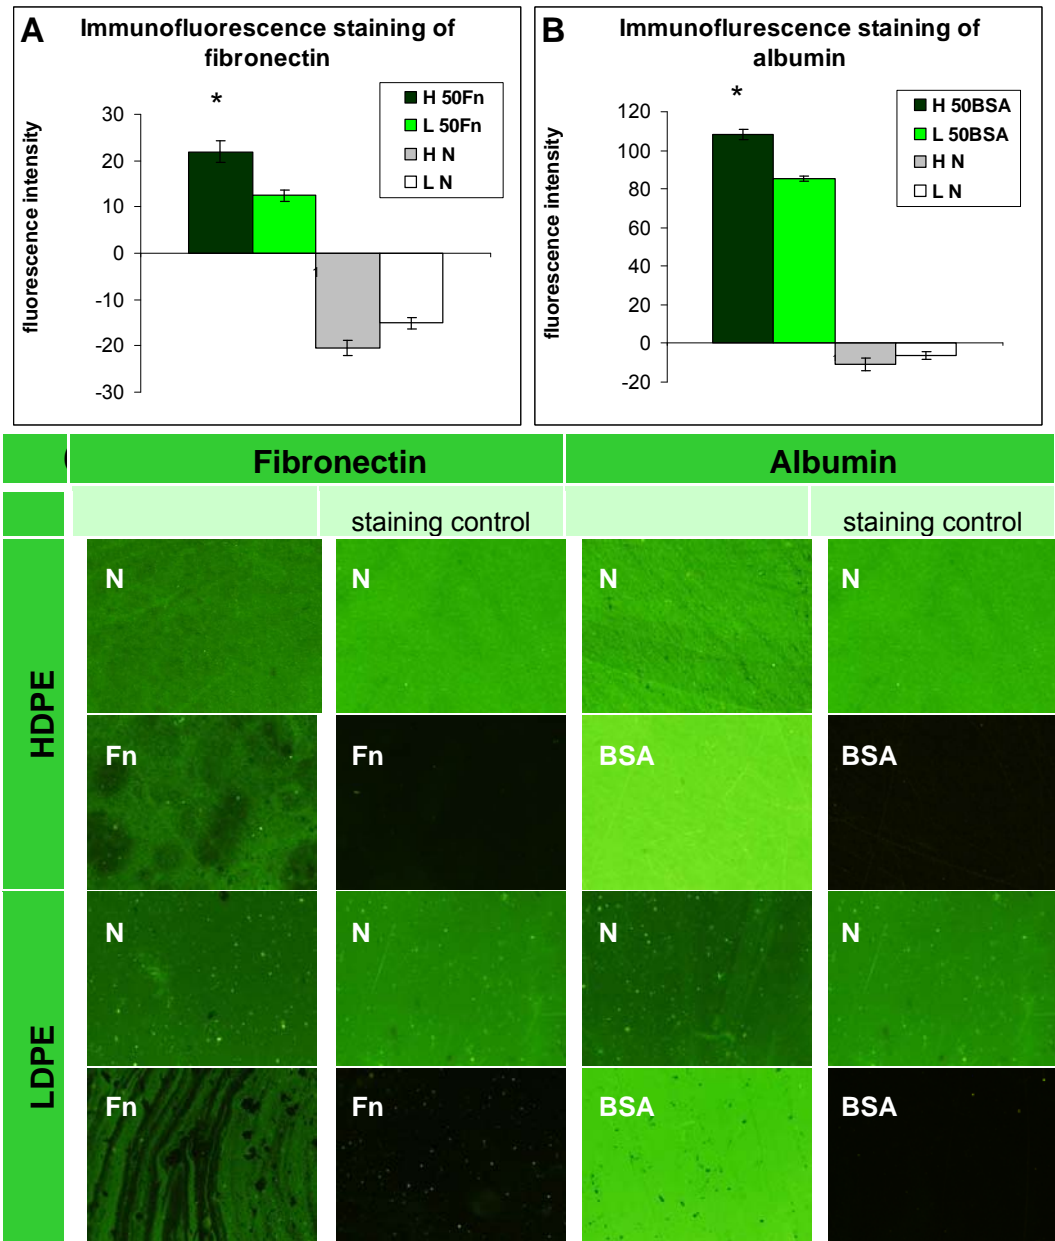 A
Immunofluorescence staining of
fibronectin
*
H 50Fn
L 50Fn
H N
L N
30
20
10
0
-10
-20
-30
fluorescence intensity
B
Immunoflurescence staining of
albumin
*
H 50BSA
L 50BSA
H N
L N
120
100
80
60
40
20
0
-20
fluorescence intensity
Fibronectin
Albumin
staining control
staining control
HDPE
N
N
N
N
Fn
Fn
BSA
BSA
LDPE
N
N
N
N
Fn
Fn
BSA
BSA